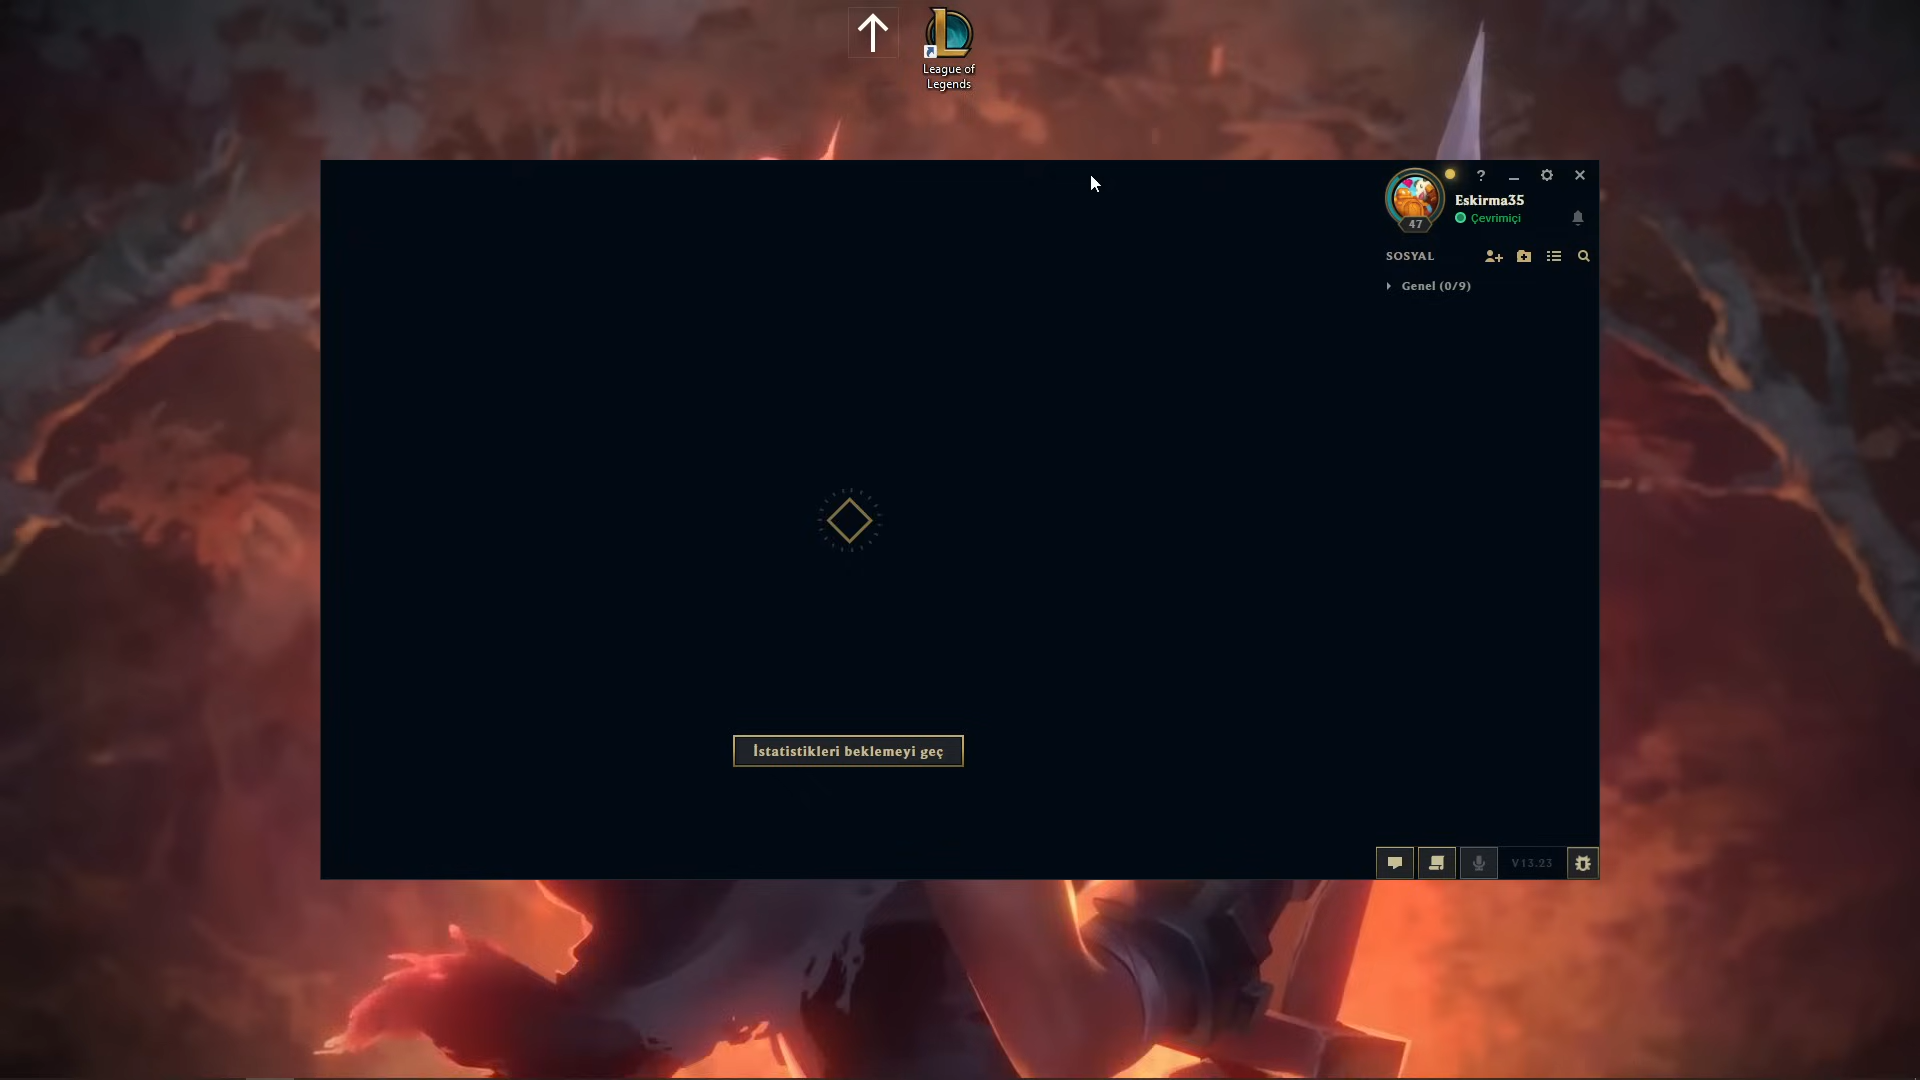 League of
Legends
Eskirma35
Çevrimiçi
47
SOSYAL
Genel (0/9)
İstatistikleri beklemeyi geç
V13.23